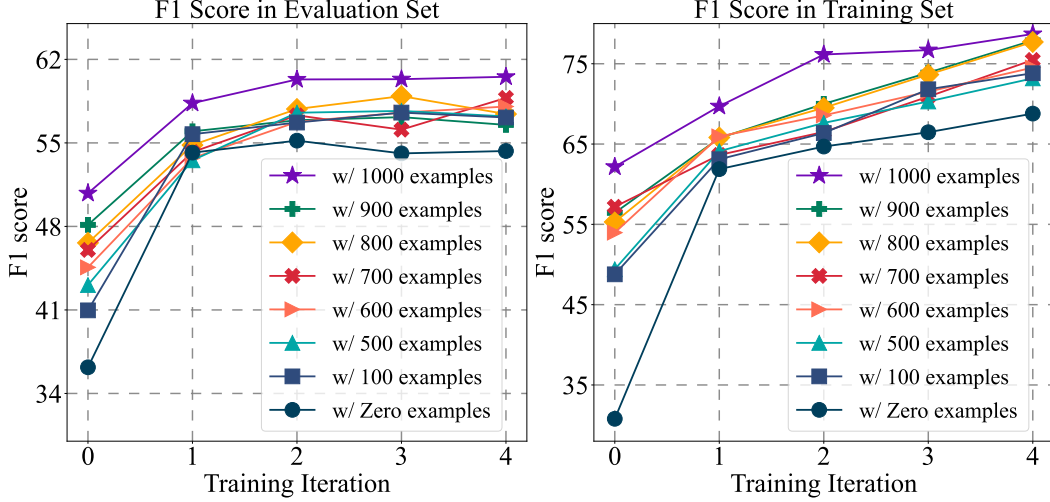 F1 Score in Evaluation Set
F1 score
62
55
48
41
34
w/ 1000 examples
w/ 900 examples
w/ 800 examples
w/ 700 examples
w/ 600 examples
w/ 500 examples
w/ 100 examples
w/ Zero examples
0 1 2 3 4
Training Iteration
F1 Score in Training Set
F1 score
75
65
55
45
35
w/ 1000 examples
w/ 900 examples
w/ 800 examples
w/ 700 examples
w/ 600 examples
w/ 500 examples
w/ 100 examples
w/ Zero examples
0 1 2 3 4
Training Iteration